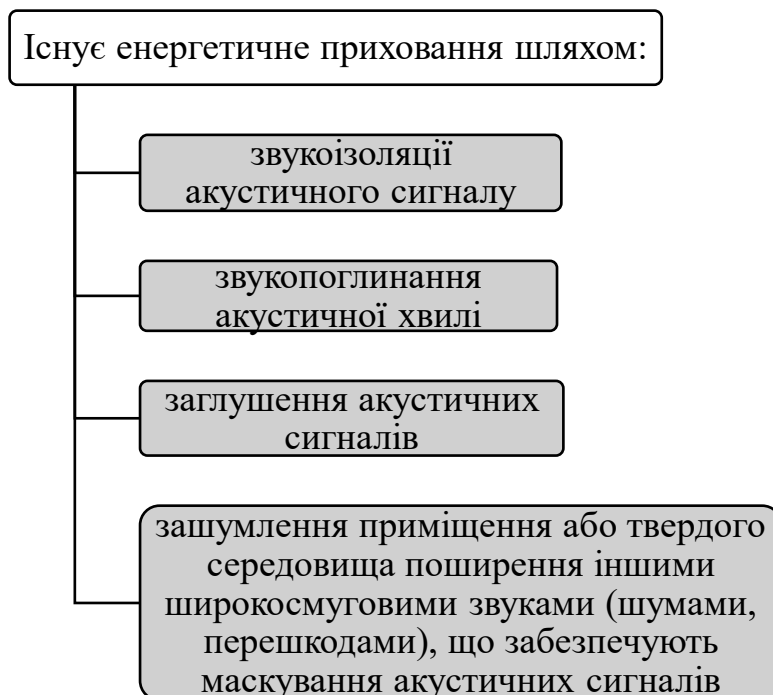 Існує енергетичне приховання шляхом:
звукоізоляції
акустичного сигналу
звукопоглинання
акустичної хвилі
заглушення акустичних
сигналів
зашумлення приміщення або твердого
середовища поширення іншими
широкосмуговими звуками (шумами,
перешкодами), що забезпечують
маскування акустичних сигналів